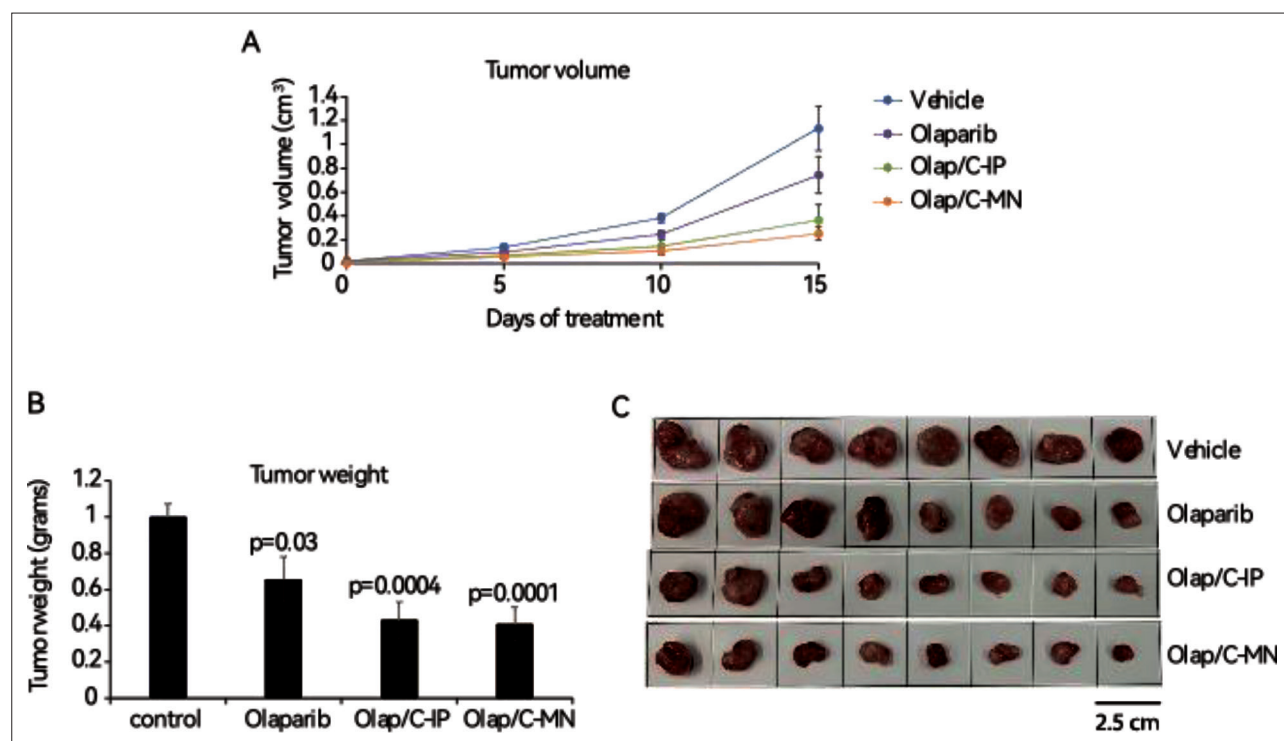 A
Tumor volume
Tumor volume (cm³)
1.4
1.2
1
0.8
0.6
0.4
0.2
0
0
5
10
15
Days of treatment
Vehicle
Olaparib
Olap/C-IP
Olap/C-MN
B
Tumor weight
Tumor weight (grams)
1.2
1
0.8
0.6
0.4
0.2
0
p=0.03
p=0.0004
p=0.0001
control
Olaparib
Olap/C-IP
Olap/C-MN
C
Vehicle
Olaparib
Olap/C-IP
Olap/C-MN
2.5 cm